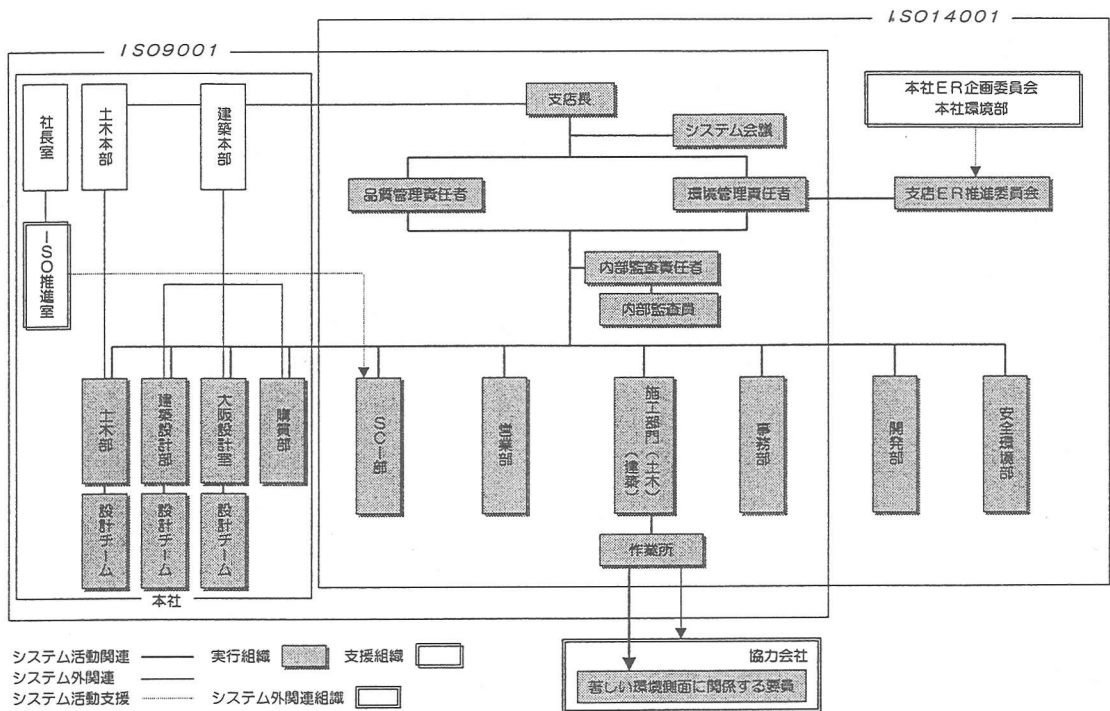 ISO14001
ISO9001
本社ER企画委員会
本社環境部
支店長
システム会議
社長室
土木本部
建築本部
品質管理責任者
環境管理責任者
支店ER推進委員会
ISO推進室
内部監査責任者
内部監査員
土木部
建築設計部
大阪設計室
購買部
SCI部
営業部
施工部門(土木)
(建築)
事務部
開発部
安全環境部
設計チーム
設計チーム
設計チーム
作業所
本社
協力会社
著しい環境側面に関係する要員
システム活動関連
実行組織
支援組織
システム外関連
システム活動支援
システム外関連組識